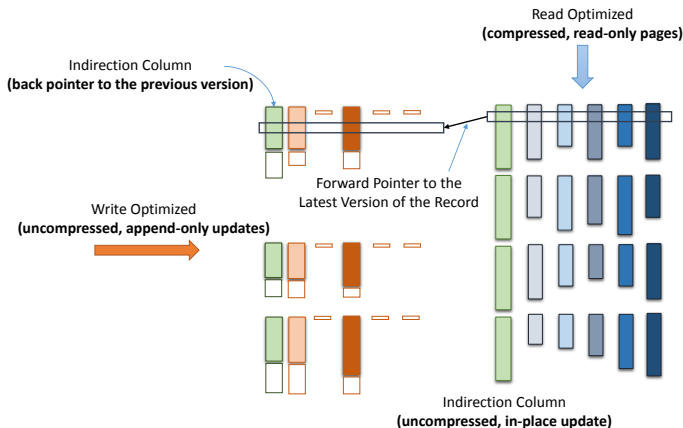 Read Optimized
(compressed, read-only pages)
Indirection Column
(back pointer to the previous version)
Forward Pointer to the
Latest Version of the Record
Write Optimized
(uncompressed, append-only updates)
Indirection Column
(uncompressed, in-place update)